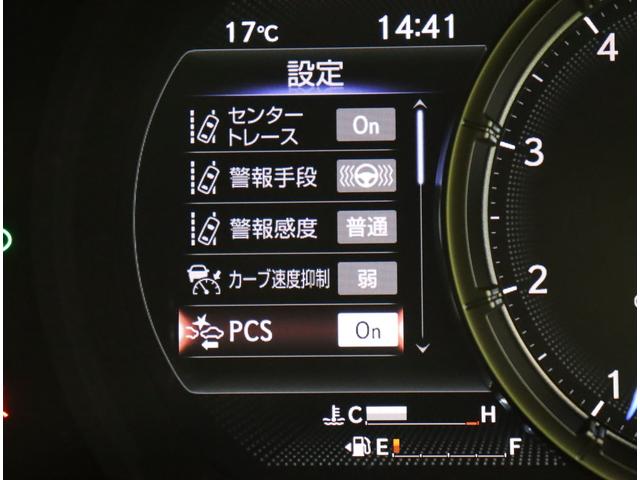 17℃ 14:41
設定
センター
トレース On
警報手段
警報感度 普通
カーブ速度抑制 弱
PCS On
C H
E F
4
3
2
1